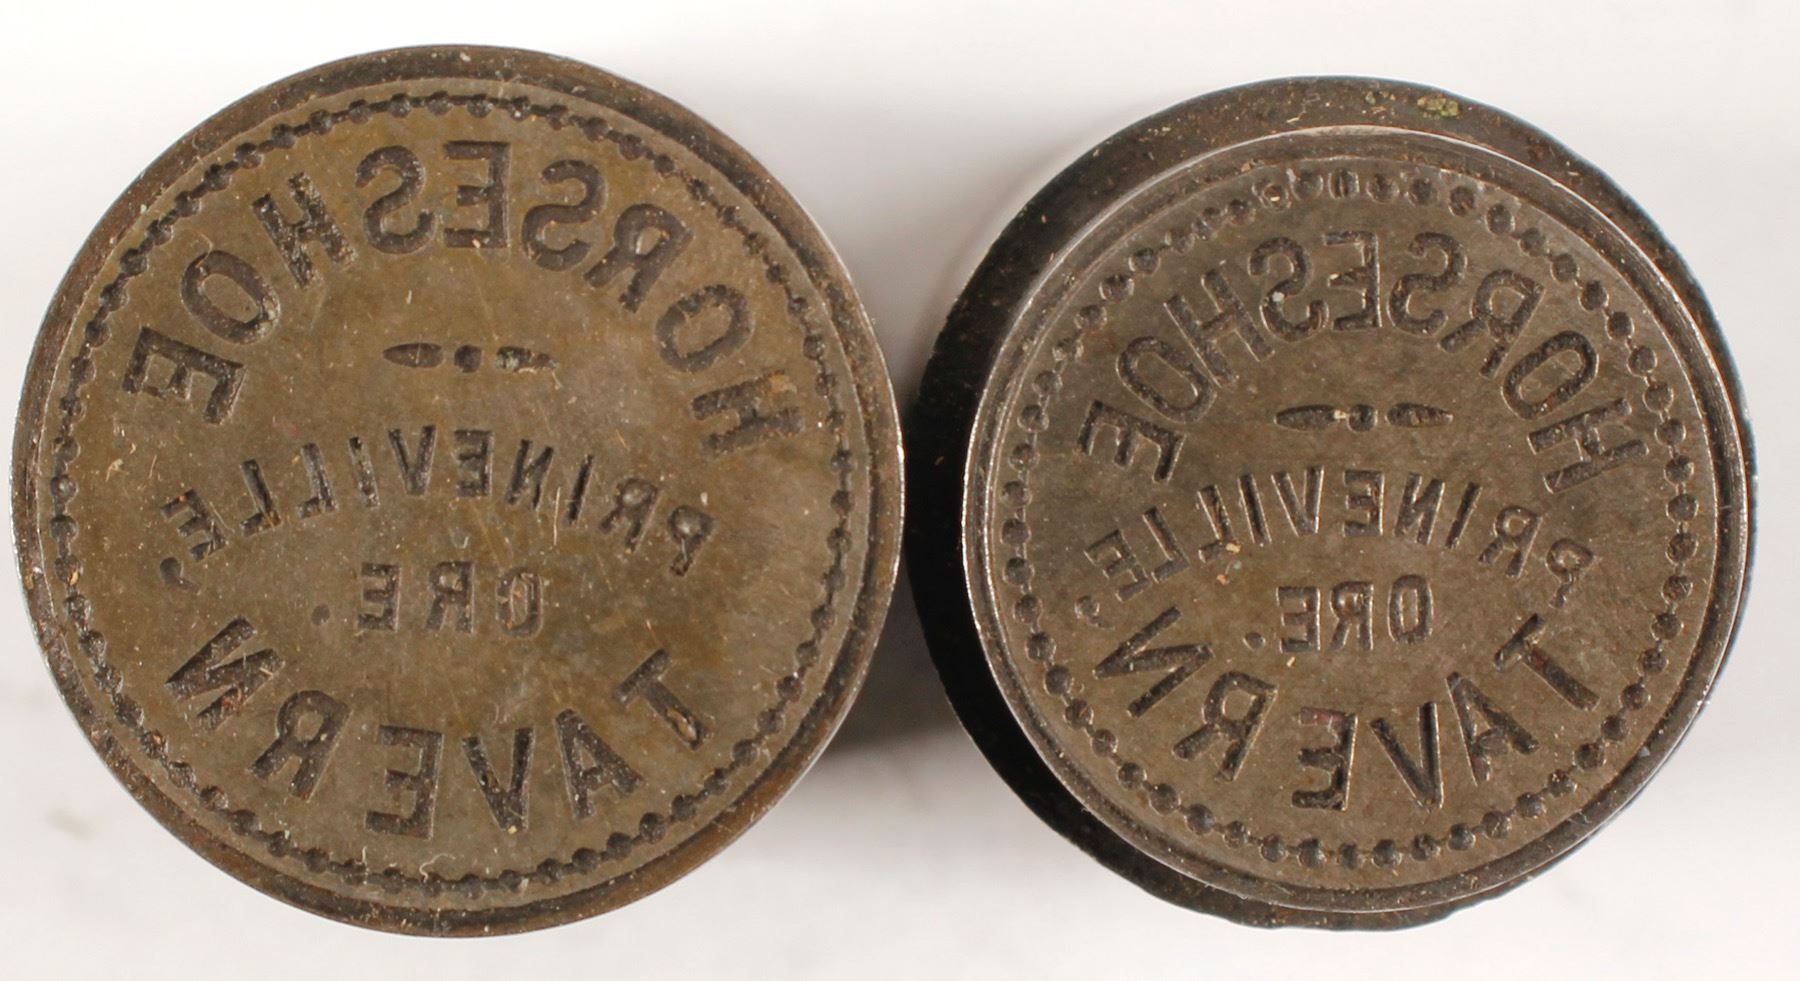 HORSESHOE
PRINEVILLE,
ORE.
TAVERN
HORSESHOE
PRINEVILLE,
ORE.
TAVERN